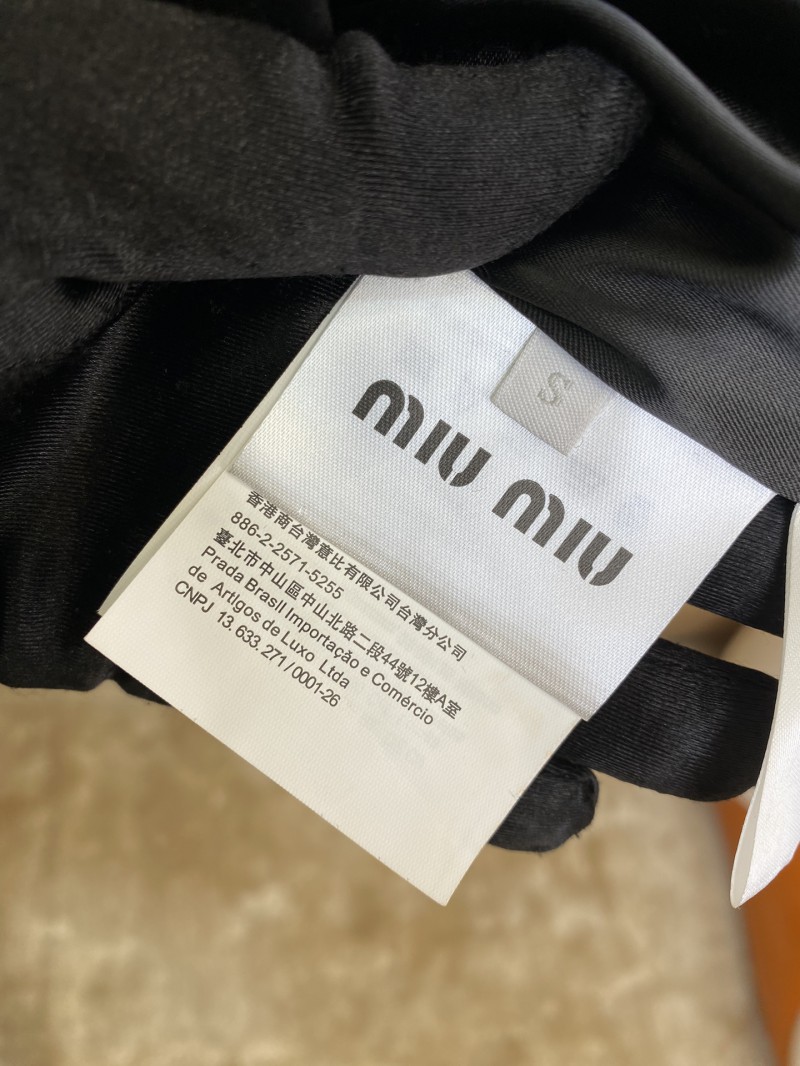 S
MIU MIU
香港商台灣意比有限公司台灣分公司
886-2-2571-5255
臺北市中山區中山北路二段44號12樓A室
Prada Brasil Importação e Comércio
de Artigos de Luxo Ltda
CNPJ 13.633.271/0001-26